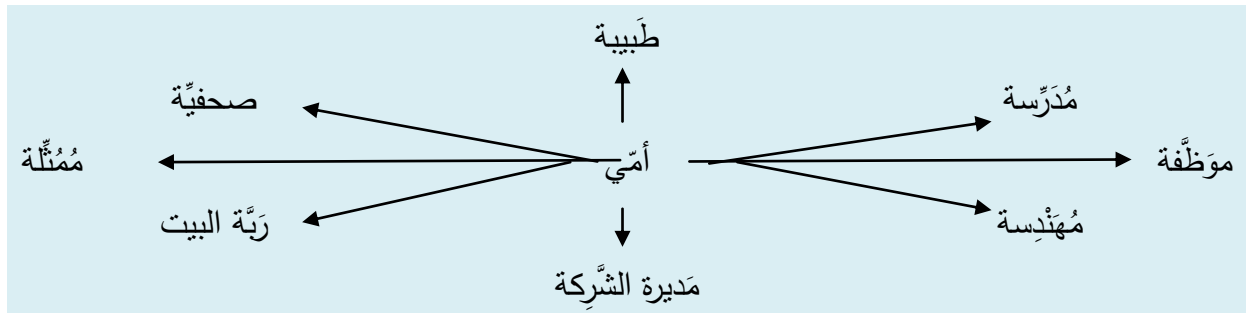 طَبيبة
مُدَرِّسة
صحفيِّة
موَظَّفة
أمّي
مُمُثِّلة
مُهَنْدِسة
رَبَّة البيت
مَديرة الشَّرِكة